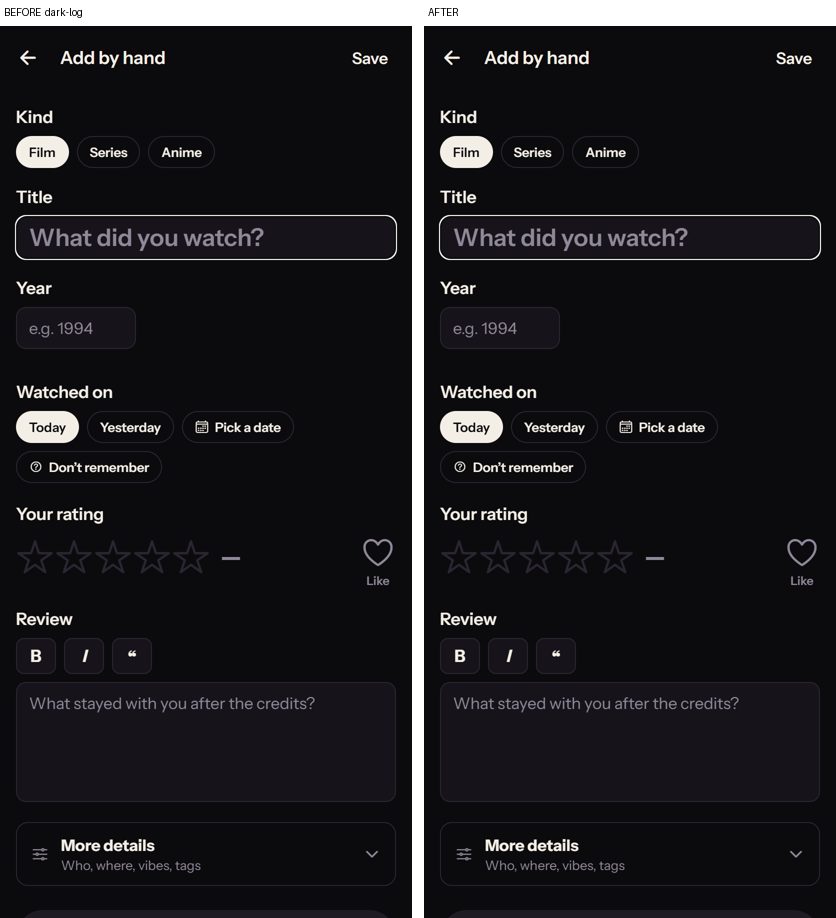 BEFORE dark-log
AFTER
Add by hand
Save
Kind
Film
Series
Anime
Title
What did you watch?
Year
e.g. 1994
Watched on
Today
Yesterday
Pick a date
Don't remember
Your rating
Like
Review
B
I
❝
What stayed with you after the credits?
More details
Who, where, vibes, tags
Add by hand
Save
Kind
Film
Series
Anime
Title
What did you watch?
Year
e.g. 1994
Watched on
Today
Yesterday
Pick a date
Don't remember
Your rating
Like
Review
B
I
❝
What stayed with you after the credits?
More details
Who, where, vibes, tags